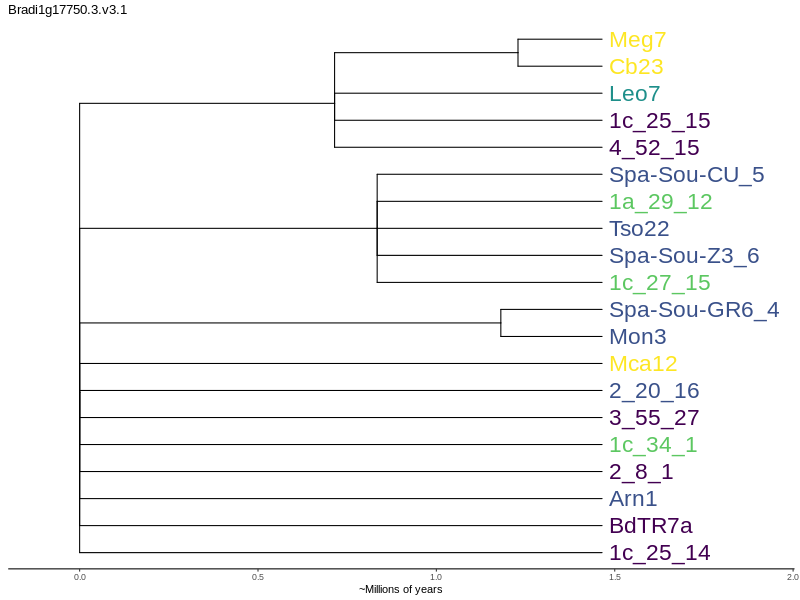 Bradi1g17750.3.v3.1
Meg7
Cb23
Leo7
1c_25_15
4_52_15
Spa-Sou-CU_5
1a_29_12
Tso22
Spa-Sou-Z3_6
1c_27_15
Spa-Sou-GR6_4
Mon3
Mca12
2_20_16
3_55_27
1c_34_1
2_8_1
Arn1
BdTR7a
1c_25_14
0.0 0.5 1.0 1.5 2.0
~Millions of years